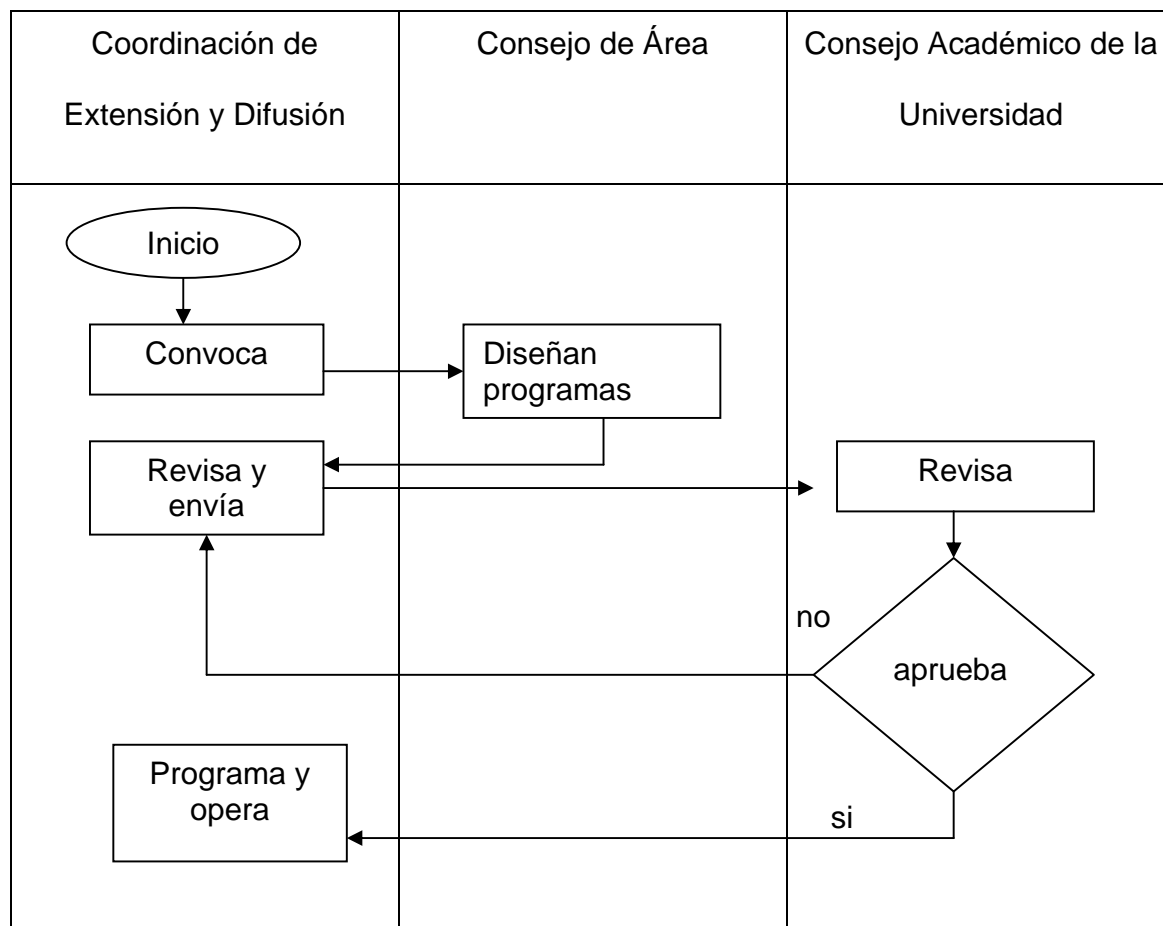 Coordinación de
Extensión y Difusión
Consejo de Área
Consejo Académico de la
Universidad
Inicio
Convoca
Diseñan
programas
Revisa y
envía
Revisa
no
aprueba
Programa y
opera
si